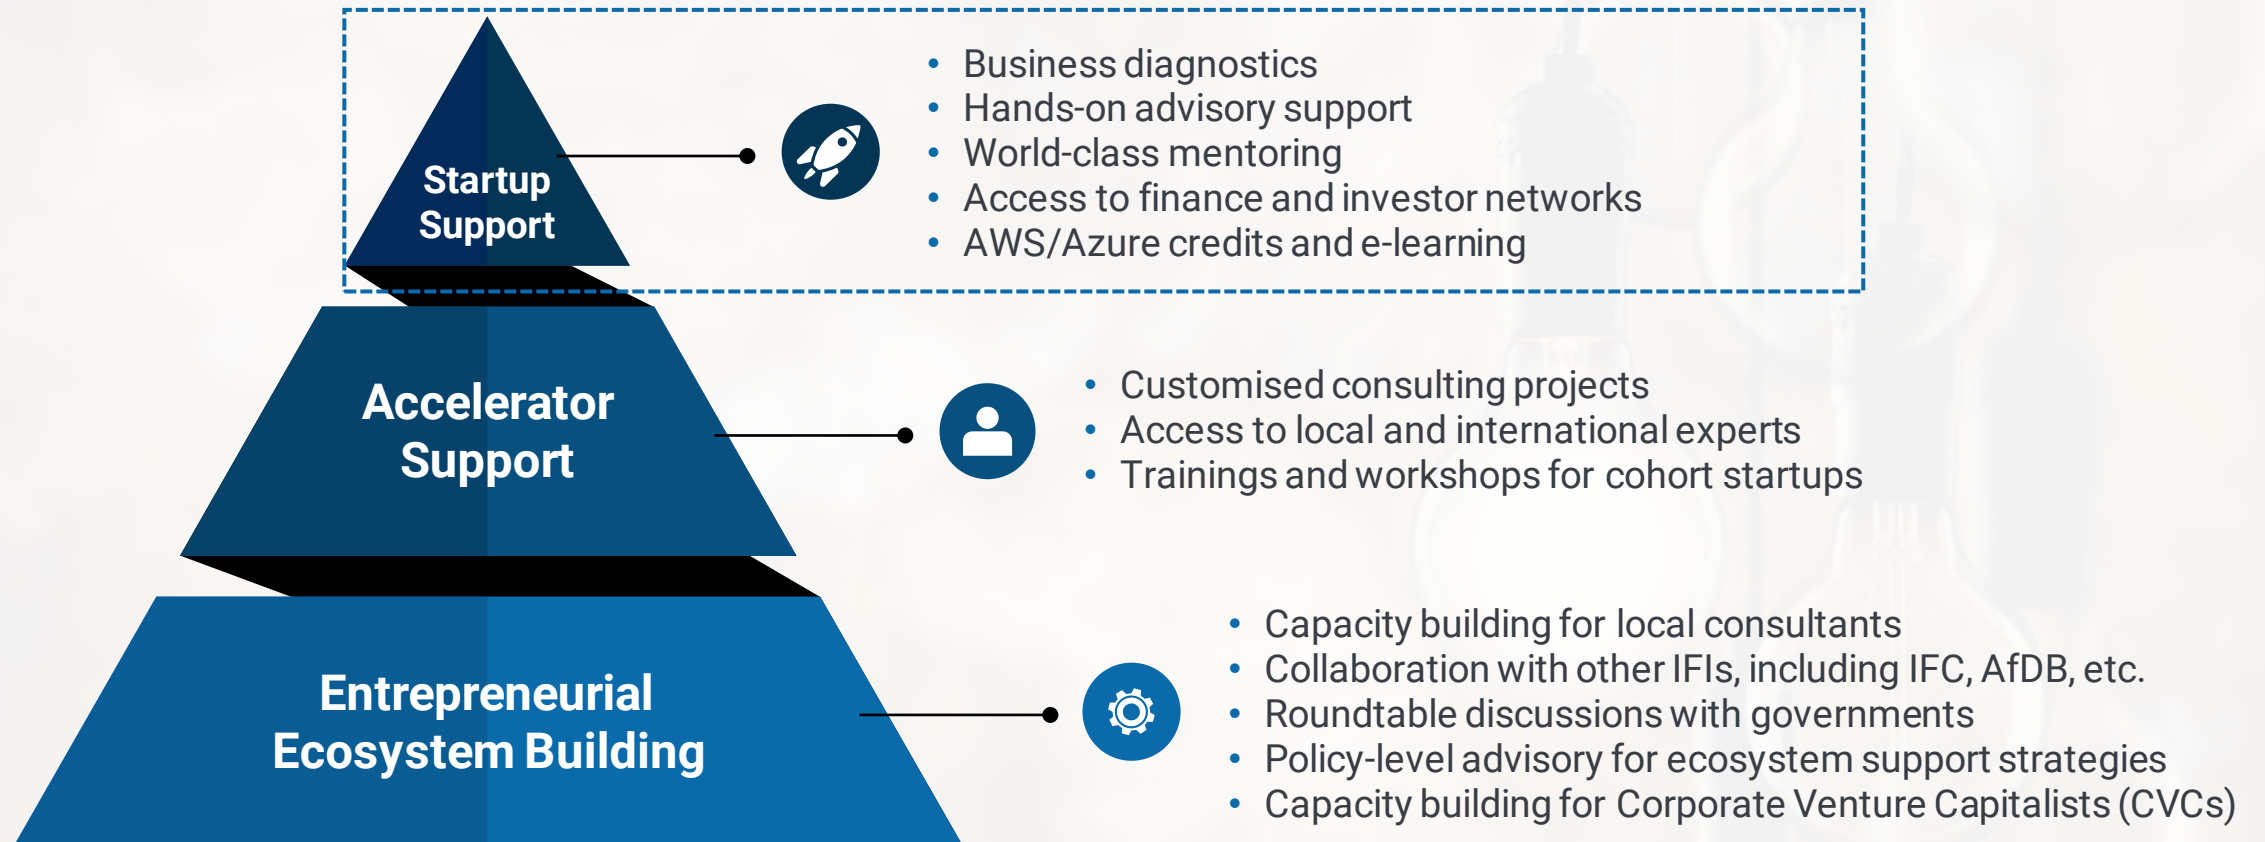 Startup
Support
• Business diagnostics
• Hands-on advisory support
• World-class mentoring
• Access to finance and investor networks
• AWS/Azure credits and e-learning
Accelerator
Support
• Customised consulting projects
• Access to local and international experts
• Trainings and workshops for cohort startups
Entrepreneurial
Ecosystem Building
• Capacity building for local consultants
• Collaboration with other IFIs, including IFC, AfDB, etc.
• Roundtable discussions with governments
• Policy-level advisory for ecosystem support strategies
• Capacity building for Corporate Venture Capitalists (CVCs)